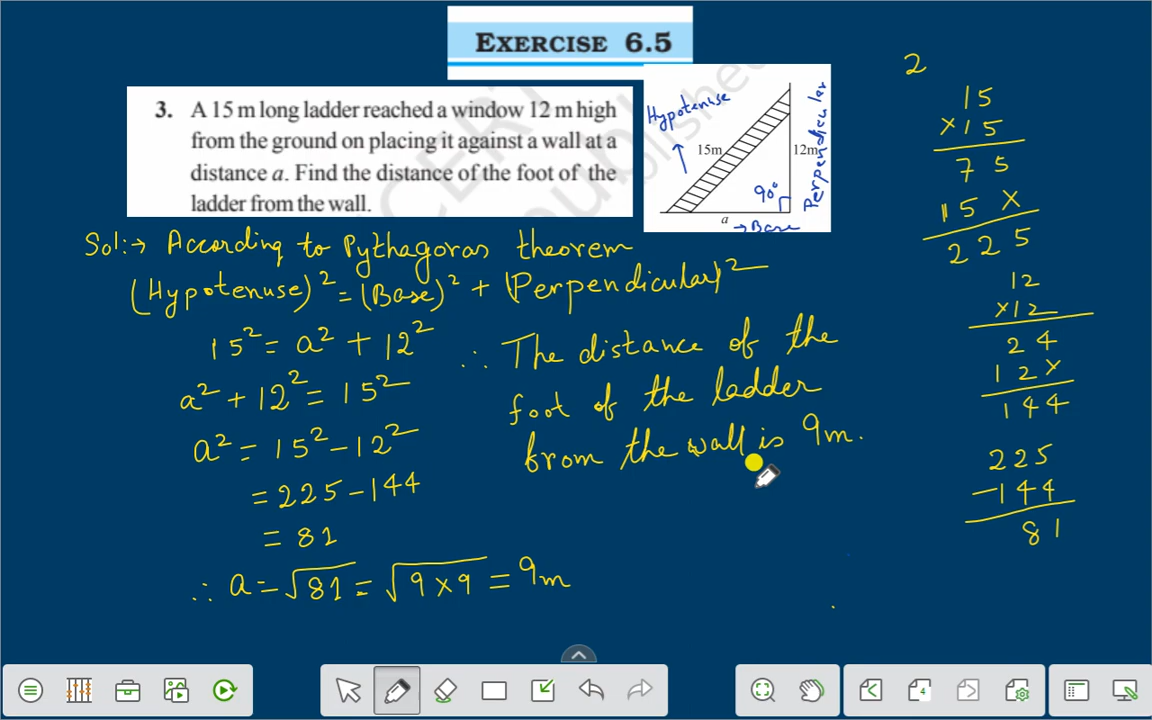 EXERCISE 6.5
3. A 15 m long ladder reached a window 12 m high
from the ground on placing it against a wall at a
distance a. Find the distance of the foot of the
ladder from the wall.
Hypotenuse
15m
12m
Perpendicular
90°
a
→Base
Sol:→ According to Pythagoras theorem
(Hypotenuse)² = (Base)² + (Perpendicular)²
15² = a² + 12²
a² + 12² = 15²
a² = 15² - 12²
= 225 - 144
= 81
∴ a = √81 = √9×9 = 9m
∴ The distance of the
foot of the ladder
from the wall is 9m.
2
15
×15
75
15×
225
12
×12
24
12×
144
225
-144
81
4